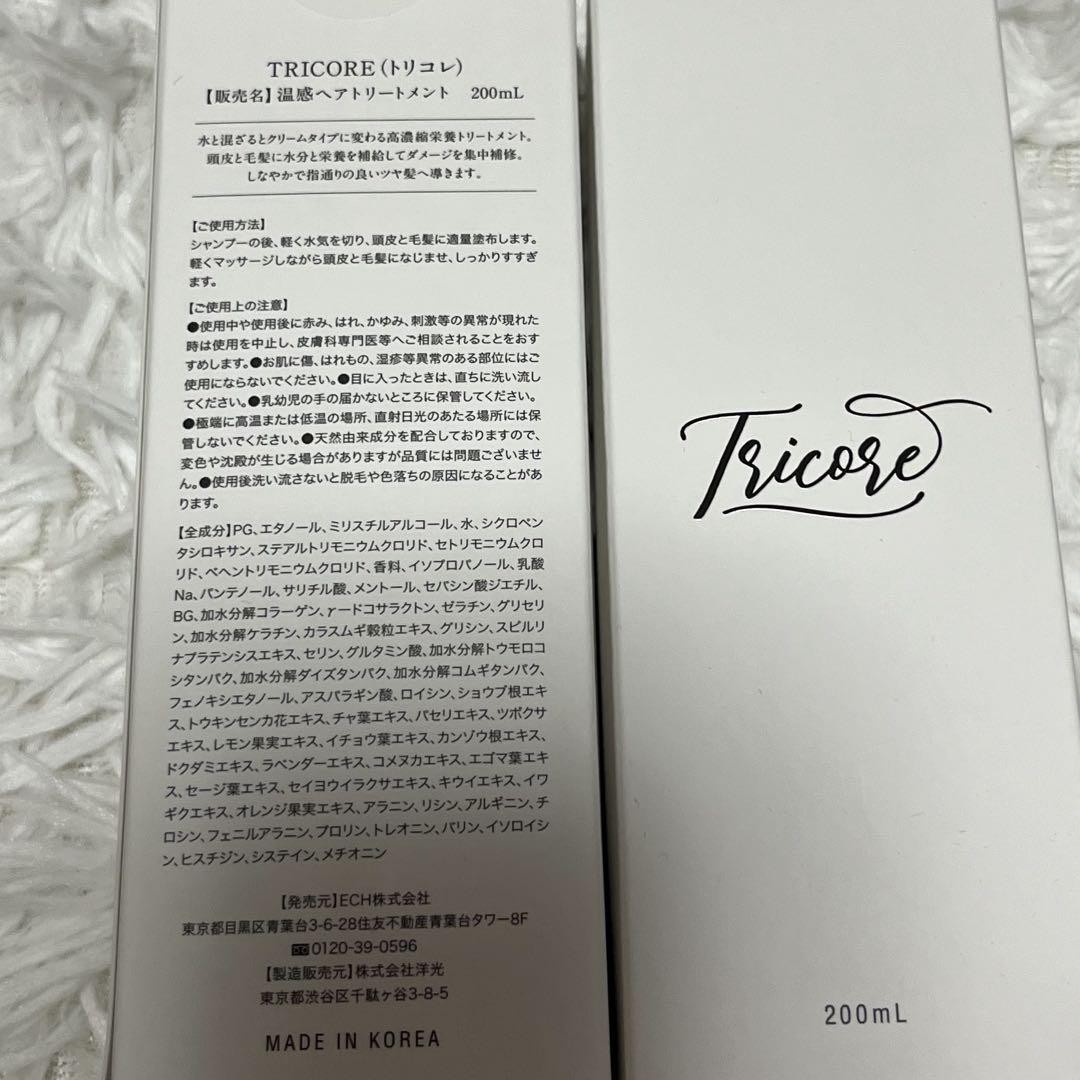 TRICORE(トリコレ)
【販売名】温感ヘアトリートメント 200mL
水と混ざるとクリームタイプに変わる高濃縮栄養トリートメント。
頭皮と毛髪に水分と栄養を補給してダメージを集中補修。
しなやかで指通りの良いツヤ髪へ導きます。
【ご使用方法】
シャンプーの後、軽く水気を切り、頭皮と毛髪に適量塗布します。
軽くマッサージしながら頭皮と毛髪になじませ、しっかりすすぎ
ます。
【ご使用上の注意】
●使用中や使用後に赤み、はれ、かゆみ、刺激等の異常が現れた
時は使用を中止し、皮膚科専門医等へご相談されることをおす
すめします。●お肌に傷、はれもの、湿疹等異常のある部位にはご
使用にならないでください。●目に入ったときは、直ちに洗い流し
てください。●乳幼児の手の届かないところに保管してください。
●極端に高温または低温の場所、直射日光のあたる場所には保
管しないでください。●天然由来成分を配合しておりますので、
変色や沈殿が生じる場合がありますが品質には問題ございませ
ん。●使用後洗い流さないと脱毛や色落ちの原因になることがあ
ります。
【全成分】PG、エタノール、ミリスチルアルコール、水、シクロペン
タシロキサン、ステアルトリモニウムクロリド、セトリモニウムクロ
リド、ベヘントリモニウムクロリド、香料、イソプロパノール、乳酸
Na、パンテノール、サリチル酸、メントール、セバシン酸ジエチル、
BG、加水分解コラーゲン、γードコサラクトン、ゼラチン、グリセリ
ン、加水分解ケラチン、カラスムギ穀粒エキス、グリシン、スピルリ
ナプラテンシスエキス、セリン、グルタミン酸、加水分解トウモロコ
シタンパク、加水分解ダイズタンパク、加水分解コムギタンパク、
フェノキシエタノール、アスパラギン酸、ロイシン、ショウブ根エキ
ス、トウキンセンカ花エキス、チャ葉エキス、パセリエキス、ツボクサ
エキス、レモン果実エキス、イチョウ葉エキス、カンゾウ根エキス、
ドクダミエキス、ラベンダーエキス、コメヌカエキス、エゴマ葉エキ
ス、セージ葉エキス、セイヨウイラクサエキス、キウイエキス、イワ
ギクエキス、オレンジ果実エキス、アラニン、リシン、アルギニン、チ
ロシン、フェニルアラニン、プロリン、トレオニン、バリン、イソロイシ
ン、ヒスチジン、システイン、メチオニン
【発売元】ECH株式会社
東京都目黒区青葉台3-6-28住友不動産青葉台タワー8F
0120-39-0596
【製造販売元】株式会社洋光
東京都渋谷区千駄ヶ谷3-8-5
MADE IN KOREA
Tricore
200mL